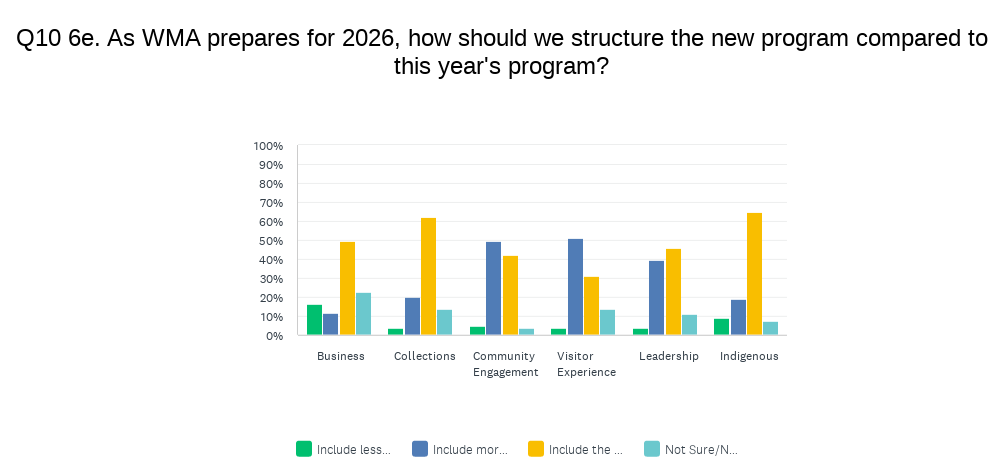 Q10 6e. As WMA prepares for 2026, how should we structure the new program compared to
this year's program?
100%
90%
80%
70%
60%
50%
40%
30%
20%
10%
0%
Business
Collections
Community
Engagement
Visitor
Experience
Leadership
Indigenous
Include less...
Include mor...
Include the ...
Not Sure/N...